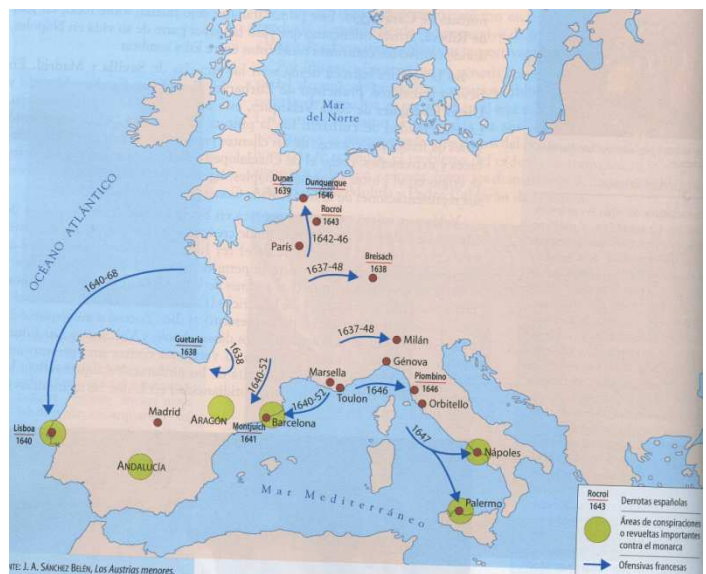 Mar
del Norte
OCÉANO ATLÁNTICO
Dunas
1639
Dunquerque
1646
Rocroi
1643
París
1642-46
1637-48
Breisach
1638
1640-68
Guetaria
1638
1638
1640-52
1637-48
Milán
Génova
Marsella
Toulon
1646
Piombino
1646
Orbitello
1640-52
Madrid
ARAGÓN
Montjuich
1641
Barcelona
Lisboa
1640
ANDALUCÍA
1647
Nápoles
Palermo
Mar Mediterráneo
Rocroi
1643
Derrotas españolas
Áreas de conspiraciones
o revueltas importantes
contra el monarca
Ofensivas francesas
NTE: J. A. SÁNCHEZ BELÉN, Los Austrias menores.